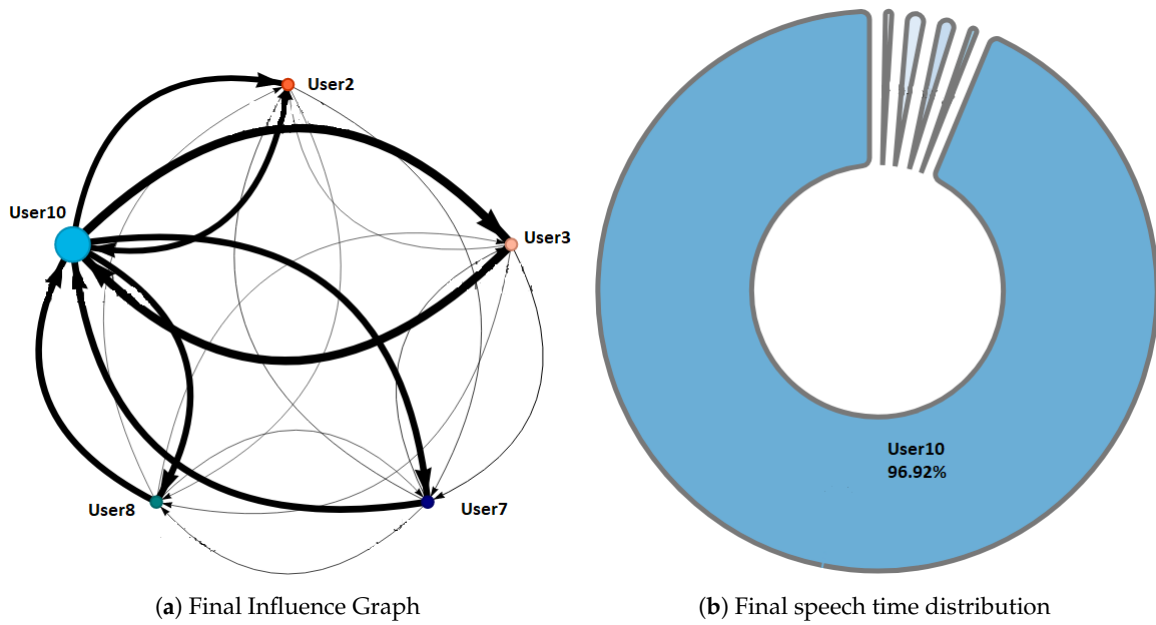 User2
User10
User3
User8
User7
User10
96.92%
(a) Final Influence Graph
(b) Final speech time distribution